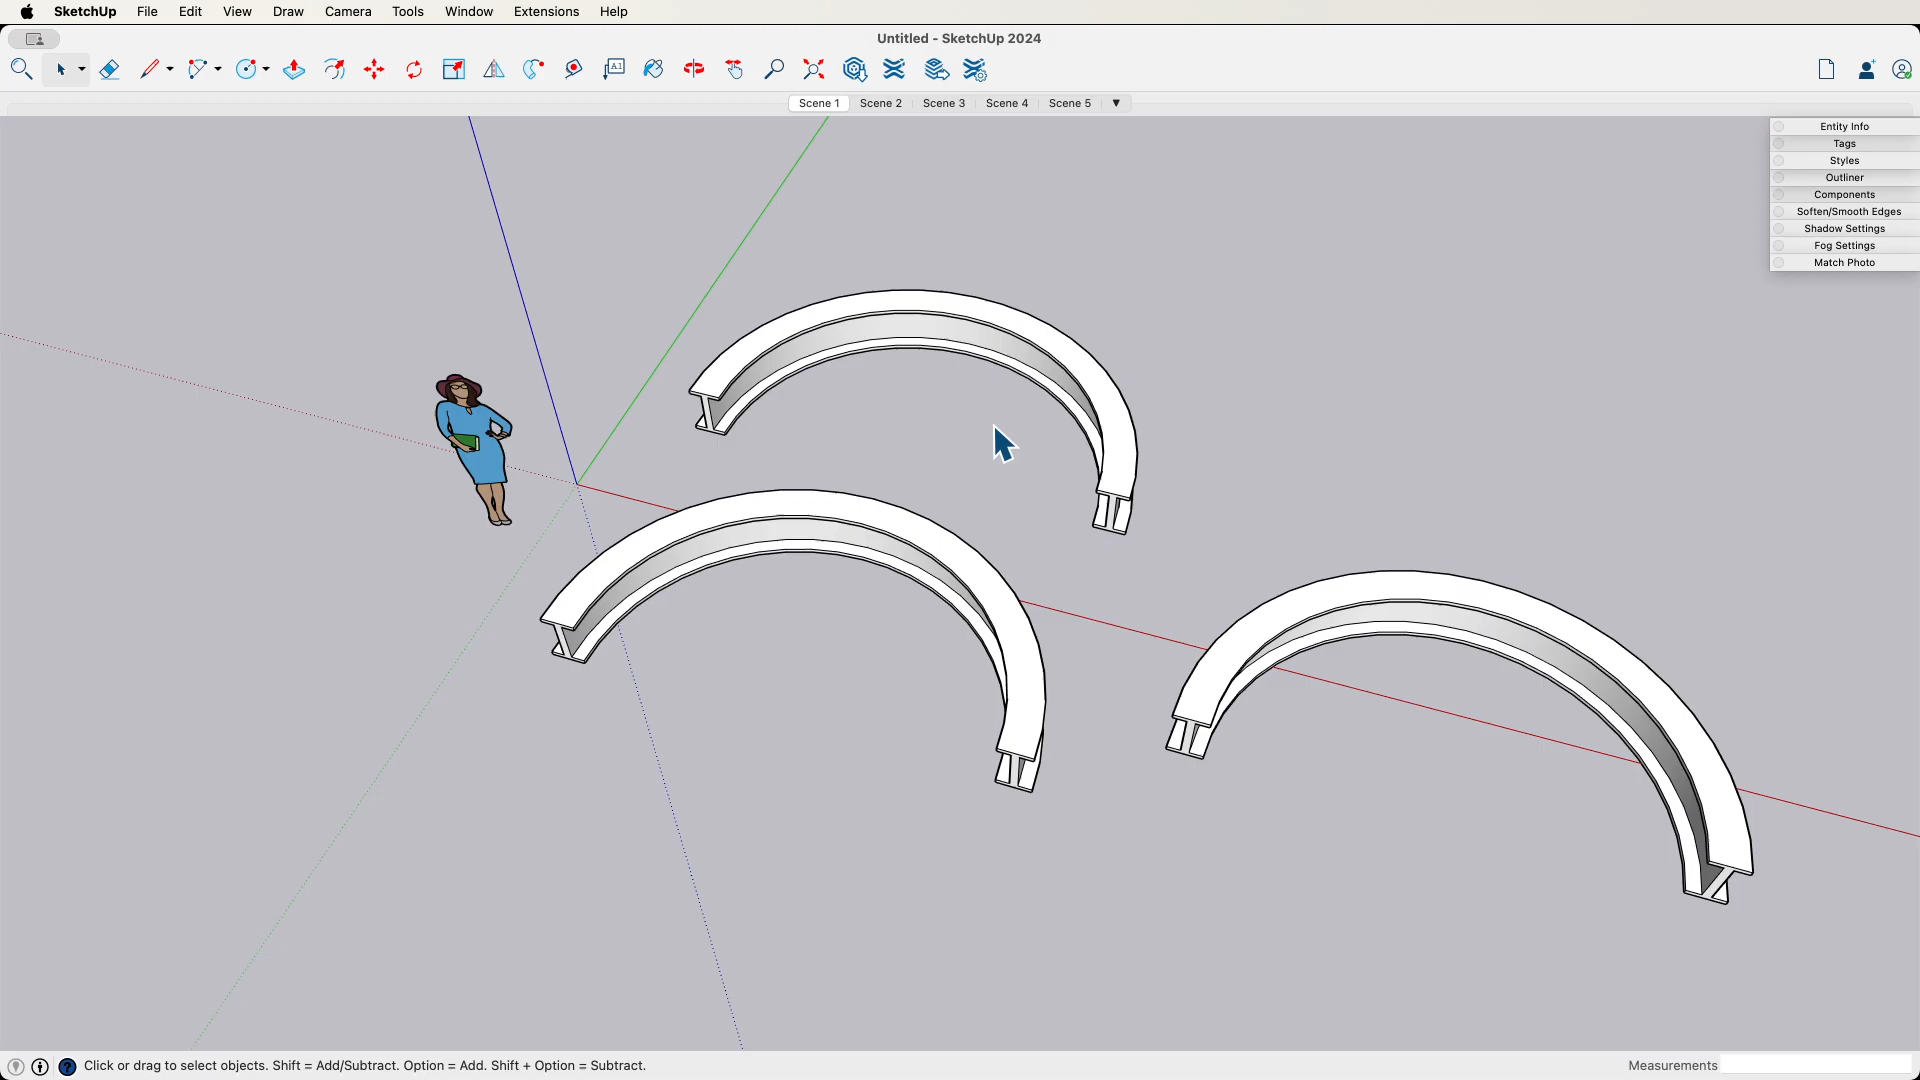 SketchUp File Edit View Draw Camera Tools Window Extensions Help
Untitled - SketchUp 2024
A1
Scene 1 Scene 2 Scene 3 Scene 4 Scene 5
Entity Info
Tags
Styles
Outliner
Components
Soften/Smooth Edges
Shadow Settings
Fog Settings
Match Photo
Click or drag to select objects. Shift = Add/Subtract. Option = Add. Shift + Option = Subtract.
Measurements